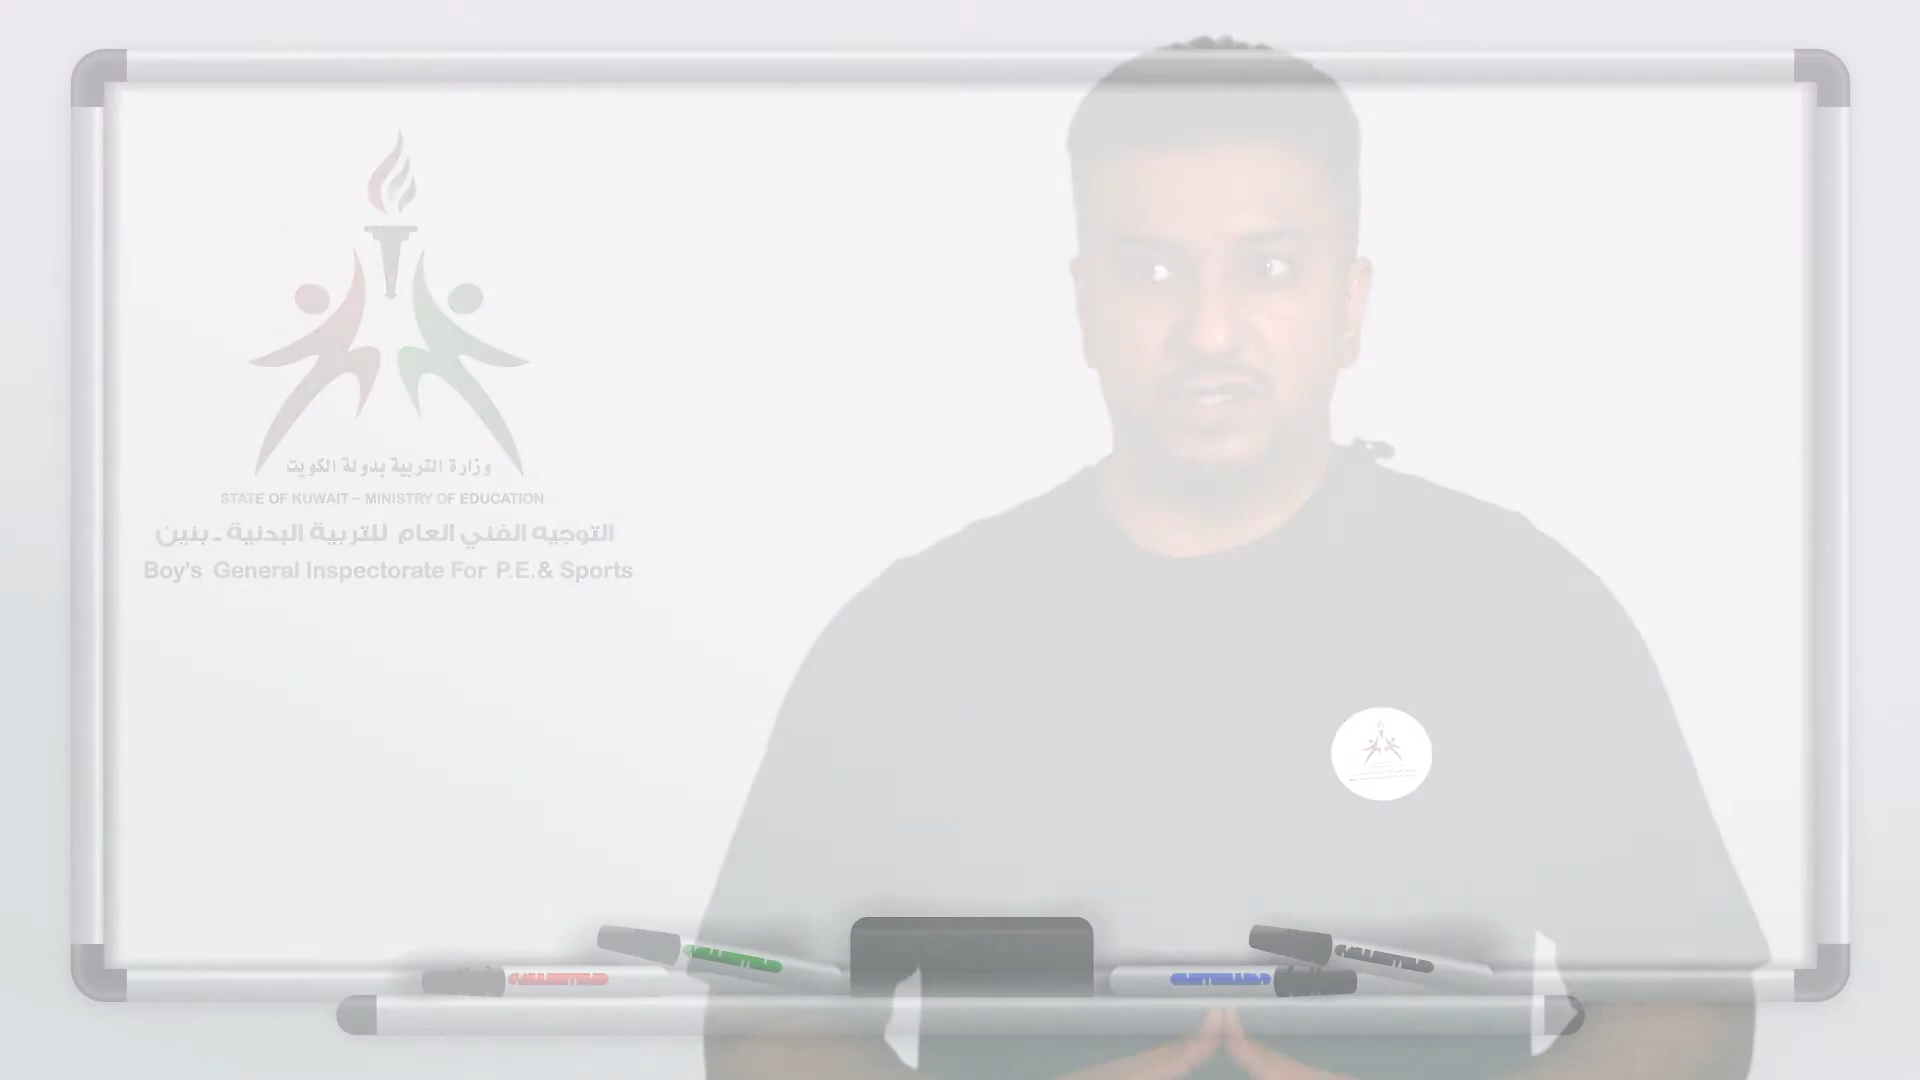 وزارة التربية بدولة الكويت
STATE OF KUWAIT – MINISTRY OF EDUCATION
التوجيه الفني العام للتربية البدنية - بنين
Boy's General Inspectorate For P.E.& Sports